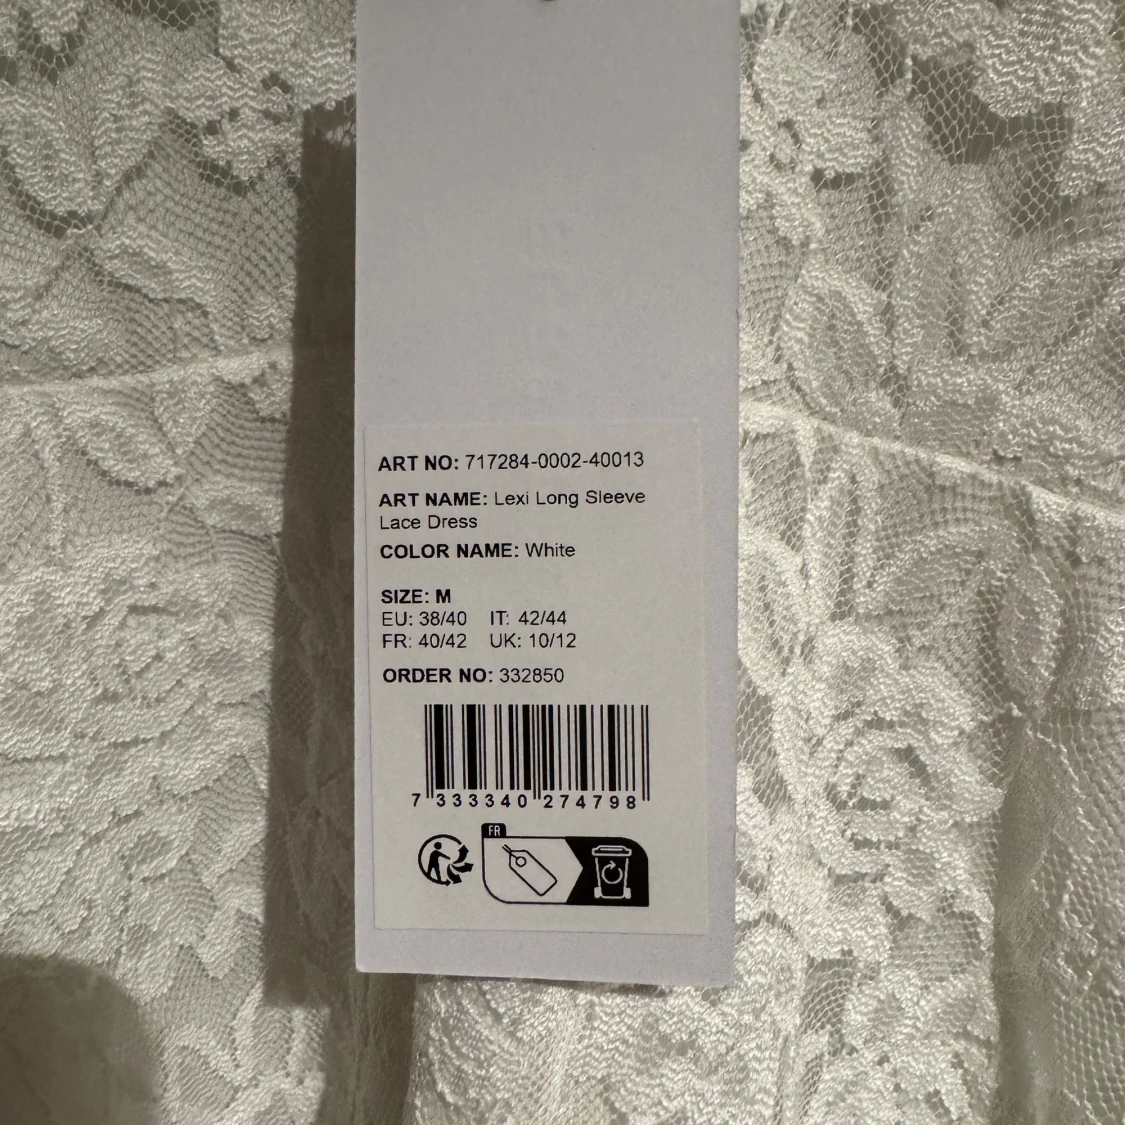 ART NO: 717284-0002-40013
ART NAME: Lexi Long Sleeve
Lace Dress
COLOR NAME: White
SIZE: M
EU: 38/40 IT: 42/44
FR: 40/42 UK: 10/12
ORDER NO: 332850
7 333340 274798
FR